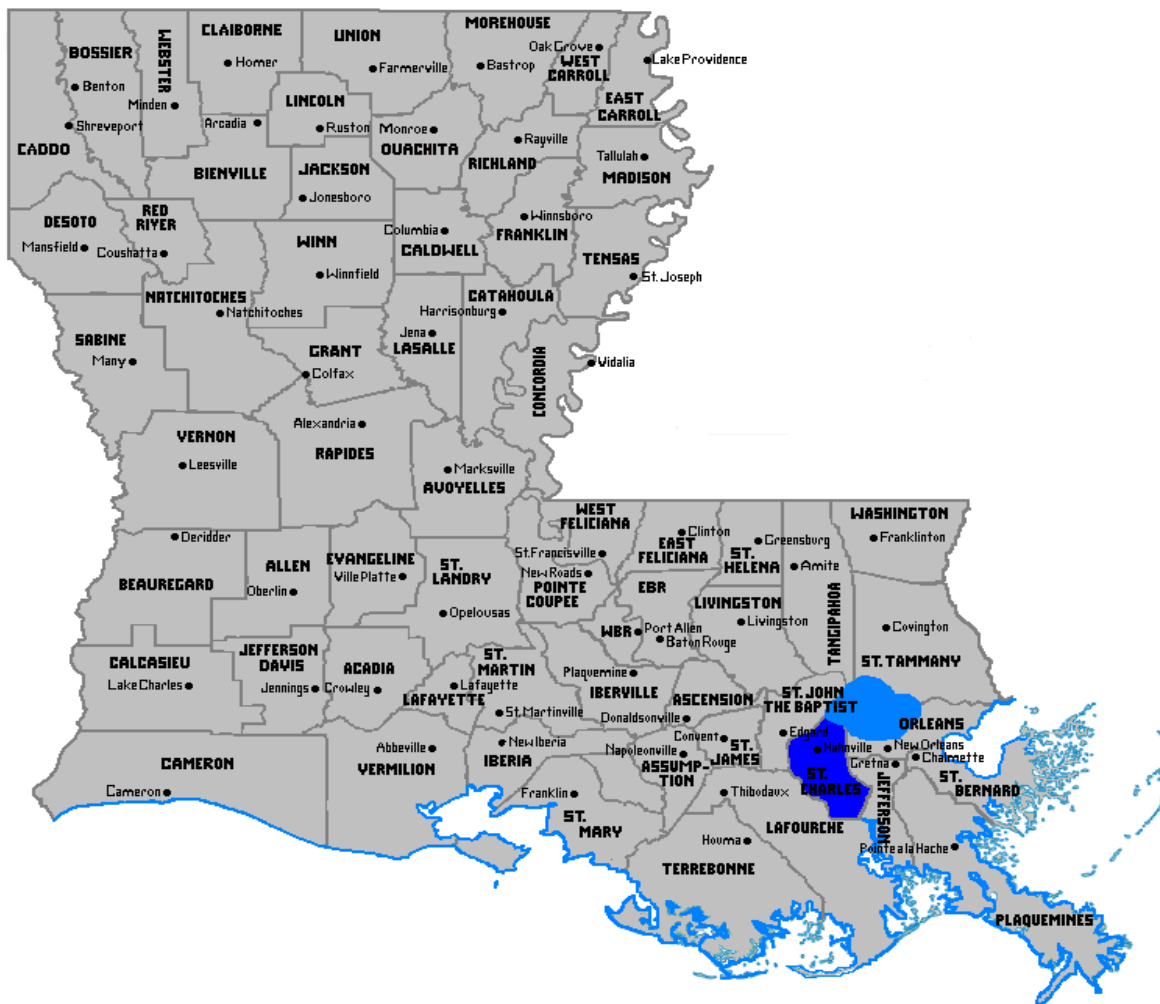 MOREHOUSE
CLAIBORNE
UNION
WEBSTER
BOSSIER
Oak Grove
WEST
CARROLL
Lake Providence
Homer
Farmerville
Bastrop
Benton
Minden
LINCOLN
EAST
CARROLL
Shreveport
Arcadia
Ruston
Monroe
OUACHITA
Rayville
CADDO
RICHLAND
Tallulah
MADISON
BIENVILLE
JACKSON
Jonesboro
RED
RIVER
DESOTO
Winnsboro
FRANKLIN
Columbia
CALDWELL
WINN
Mansfield
Coushatta
TENSAS
Winnfield
St. Joseph
NATCHITOCHES
Natchitoches
CATAHOULA
Harrisonburg
SABINE
Many
GRANT
Colfax
Jena
LASALLE
CONCORDIA
Vidalia
VERNON
Leesville
Alexandria
RAPIDES
Marksville
AVOYELLES
WEST
FELICIANA
WASHINGTON
Franklinton
Deridder
Clinton
EAST
FELICIANA
Greensburg
ST.
HELENA
St. Francisville
BEAUREGARD
ALLEN
Oberlin
EVANGELINE
Ville Platte
ST.
LANDRY
Opelousas
New Roads
POINTE
COUPEE
EBR
Amite
LIVINGSTON
Livingston
TANGIPAHOA
Covington
ST. TAMMANY
WBR
Port Allen
Baton Rouge
CALCASIEU
Lake Charles
JEFFERSON
DAVIS
Jennings
ACADIA
Crowley
ST.
MARTIN
Lafayette
LAFAYETTE
St. Martinville
Plaquemine
IBERVILLE
ASCENSION
Donaldsonville
ST. JOHN
THE BAPTIST
ORLEANS
Edgard
Convent
ST.
JAMES
Hahnville
New Orleans
Chalmette
Gretna
CAMERON
Cameron
Abbeville
VERMILION
New Iberia
IBERIA
Napoleonville
ASSUMP-
TION
ST.
CHARLES
JEFFERSON
ST.
BERNARD
Franklin
ST.
MARY
Thibodaux
LAFOURCHE
Houma
TERREBONNE
Pointe a la Hache
PLAQUEMINES